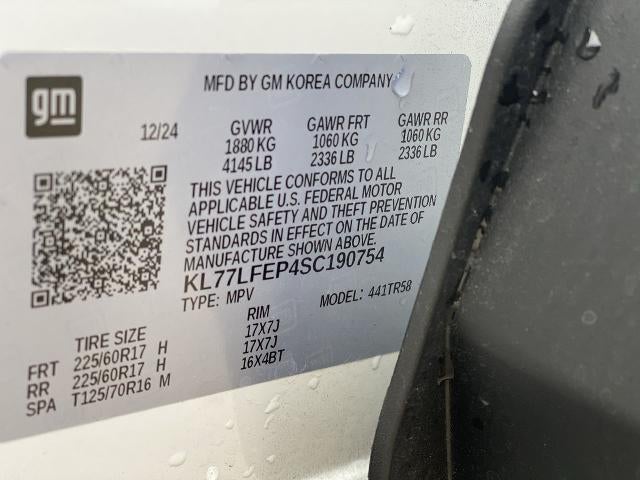 gm
MFD BY GM KOREA COMPANY
12/24 GVWR GAWR FRT GAWR RR
1880 KG 1060 KG 1060 KG
4145 LB 2336 LB 2336 LB
THIS VEHICLE CONFORMS TO ALL
APPLICABLE U.S. FEDERAL MOTOR
VEHICLE SAFETY AND THEFT PREVENTION
STANDARDS IN EFFECT ON THE DATE OF
MANUFACTURE SHOWN ABOVE.
KL77LFEP4SC190754
TYPE: MPV MODEL: 441TR58
TIRE SIZE RIM
FRT 225/60R17 H 17X7J
RR 225/60R17 H 17X7J
SPA T125/70R16 M 16X4BT